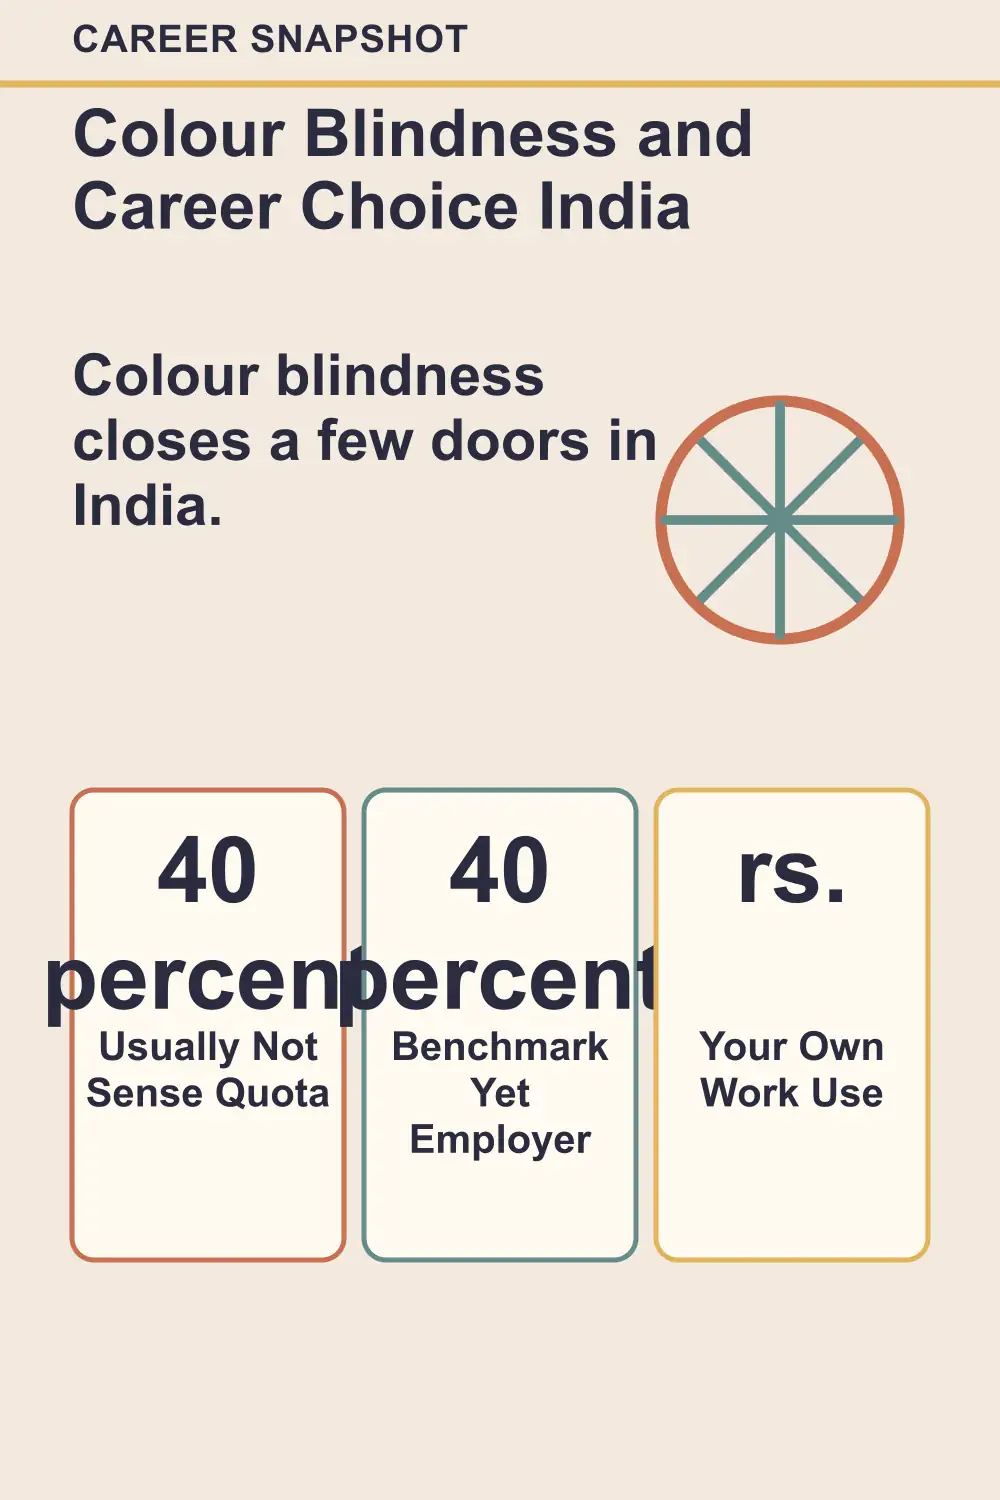 CAREER SNAPSHOT
Colour Blindness and
Career Choice India
Colour blindness
closes a few doors in
India.
40
percent
Usually Not
Sense Quota
40
percent
Benchmark
Yet
Employer
rs.
Your Own
Work Use